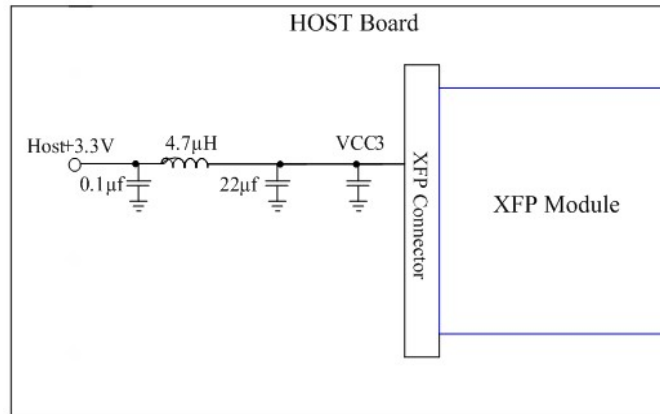 HOST Board
Host+3.3V
4.7µH
VCC3
0.1µf
22µf
XFP Connector
XFP Module